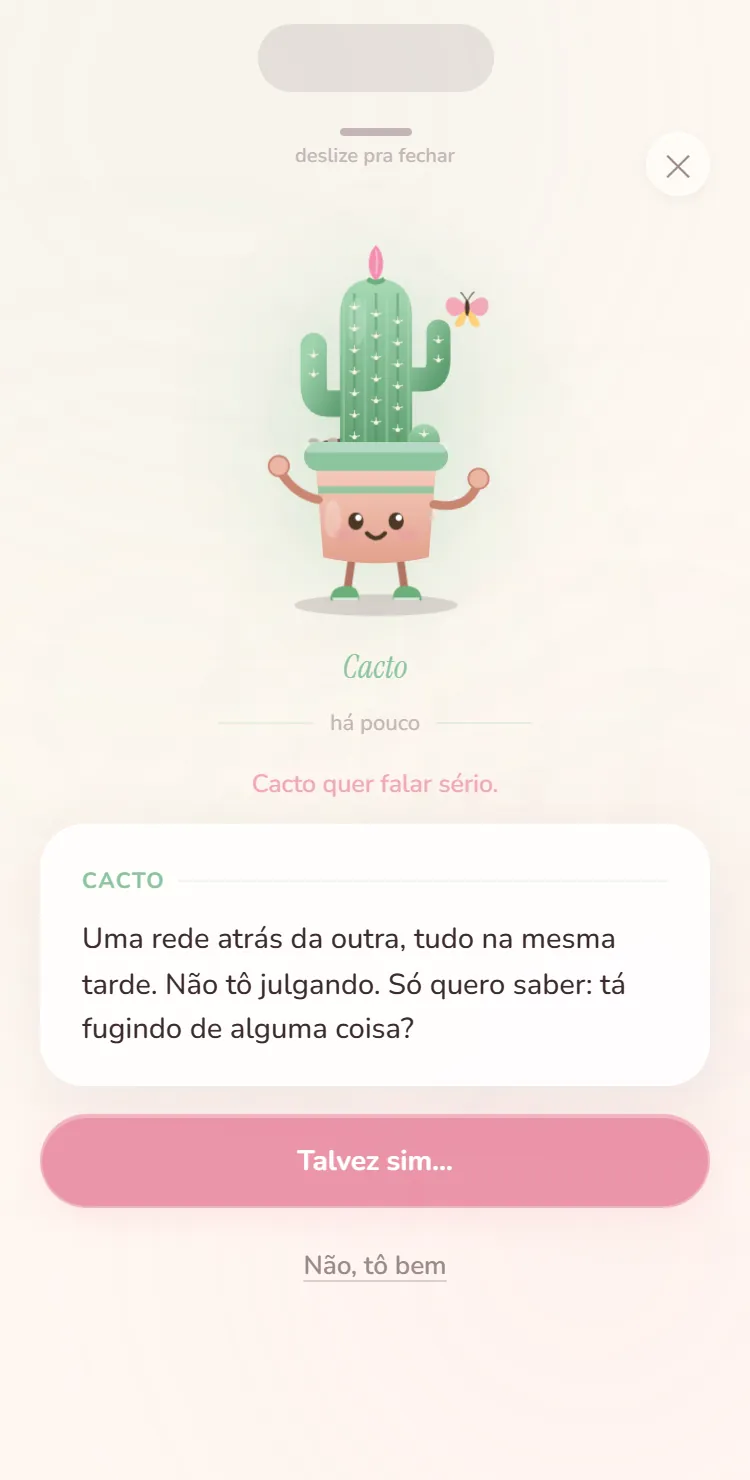 deslize pra fechar
Cacto
há pouco
Cacto quer falar sério.
CACTO
Uma rede atrás da outra, tudo na mesma
tarde. Não tô julgando. Só quero saber: tá
fugindo de alguma coisa?
Talvez sim...
Não, tô bem